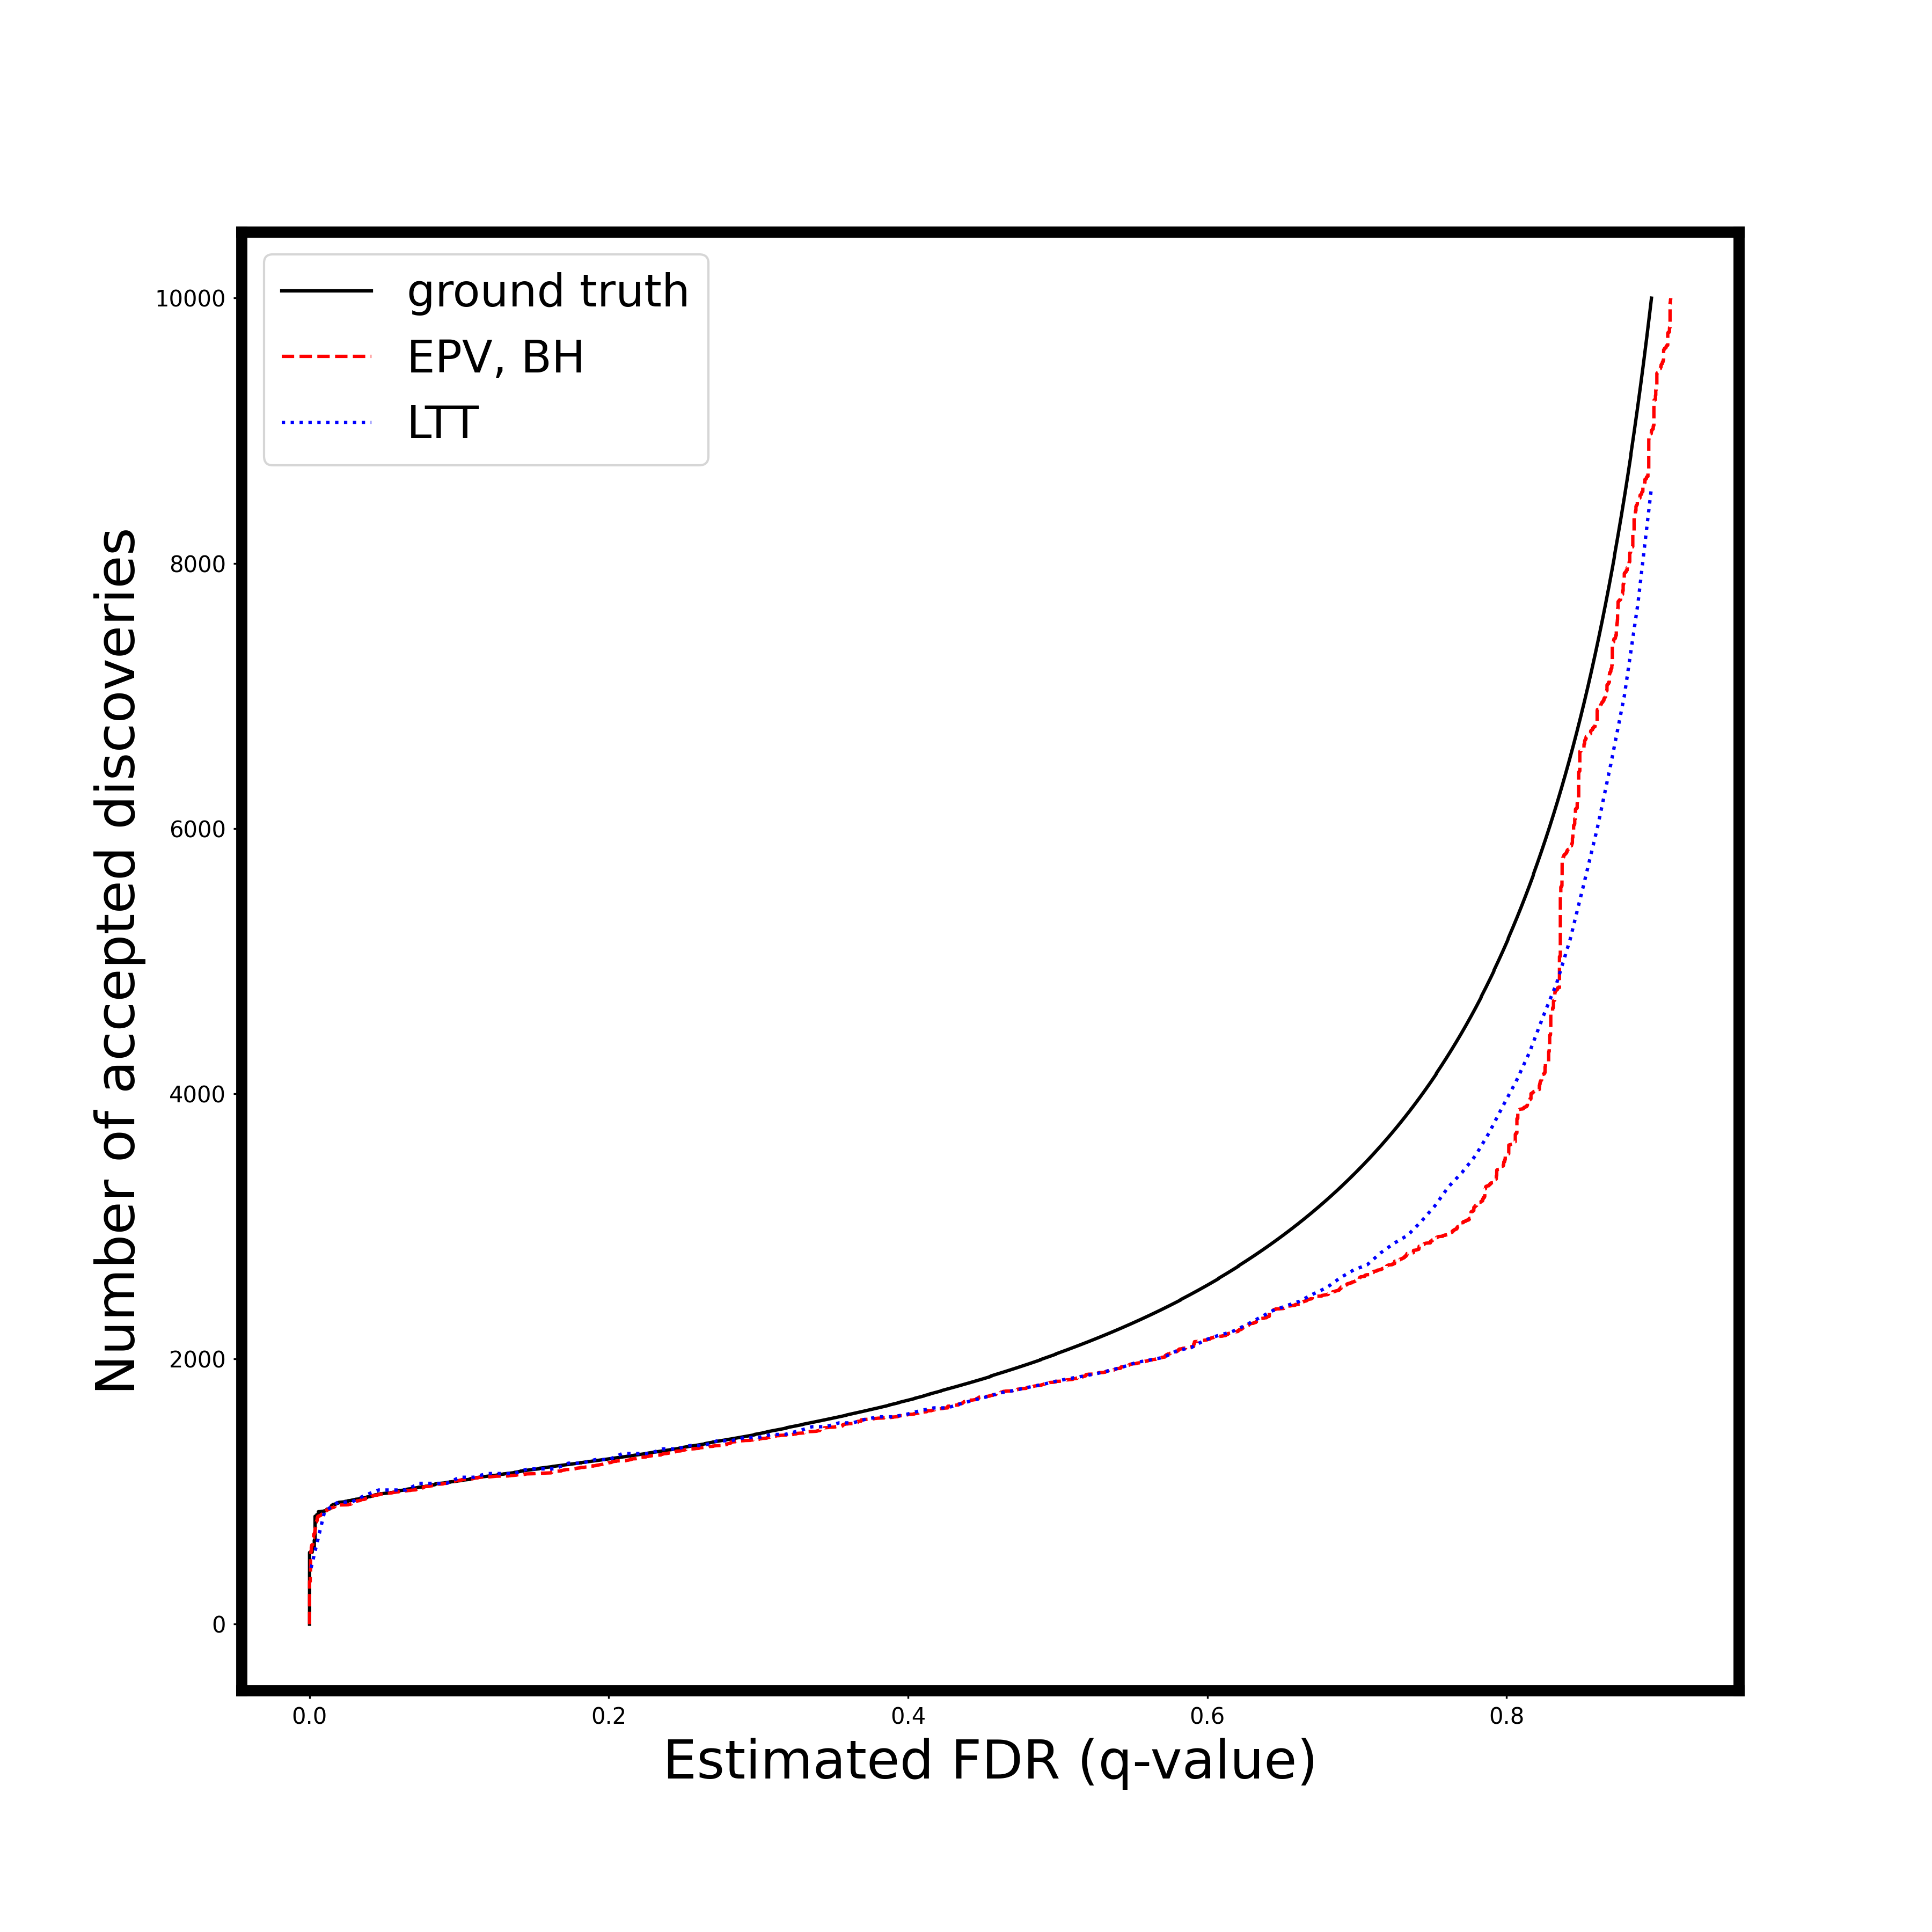 ground truth
EPV, BH
LTT
10000
8000
6000
4000
2000
0
Number of accepted discoveries
0.0 0.2 0.4 0.6 0.8
Estimated FDR (q-value)